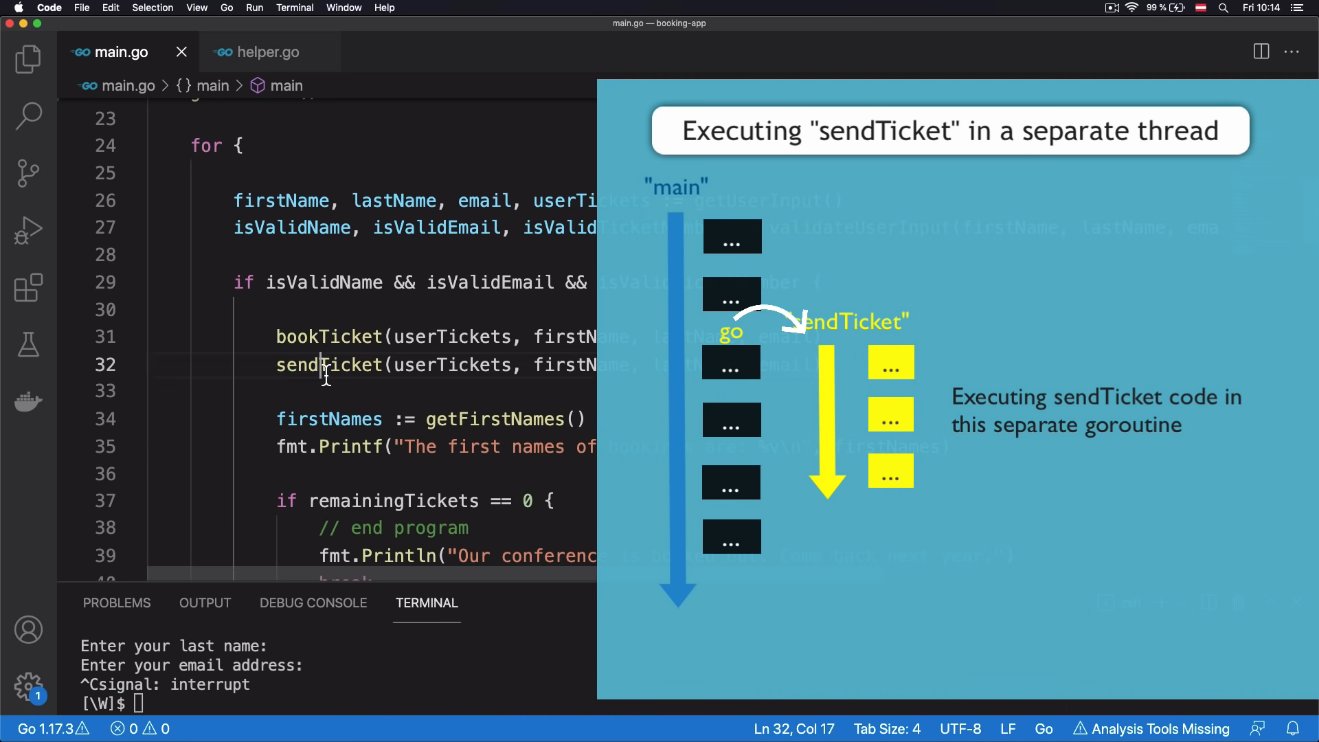 Code File Edit Selection View Go Run Terminal Window Help 99 % Fri 10:14
main.go — booking-app
main.go helper.go
main.go > {} main > main
23
24 for {
25
26 firstName, lastName, email, userTickets := getUserInput()
27 isValidName, isValidEmail, isValidTicketN validateUserInput(firstName, lastName, ema
28
29 if isValidName && isValidEmail && isValidTicketNumber {
30
31 bookTicket(userTickets, firstName, lastName, email)
32 sendTicket(userTickets, firstName, lastName, email)
33
34 firstNames := getFirstNames()
35 fmt.Printf("The first names of bookings are: %v\n", firstNames)
36
37 if remainingTickets == 0 {
38 // end program
39 fmt.Println("Our conference is booked out. Come back next year.")
40 break
Executing "sendTicket" in a separate thread
"main"
...
...
go
"sendTicket"
...
...
...
...
...
...
...
Executing sendTicket code in
this separate goroutine
PROBLEMS OUTPUT DEBUG CONSOLE TERMINAL
Enter your last name:
Enter your email address:
^Csignal: interrupt
[\W]$
1
Go 1.17.3 0 0 Ln 32, Col 17 Tab Size: 4 UTF-8 LF Go Analysis Tools Missing